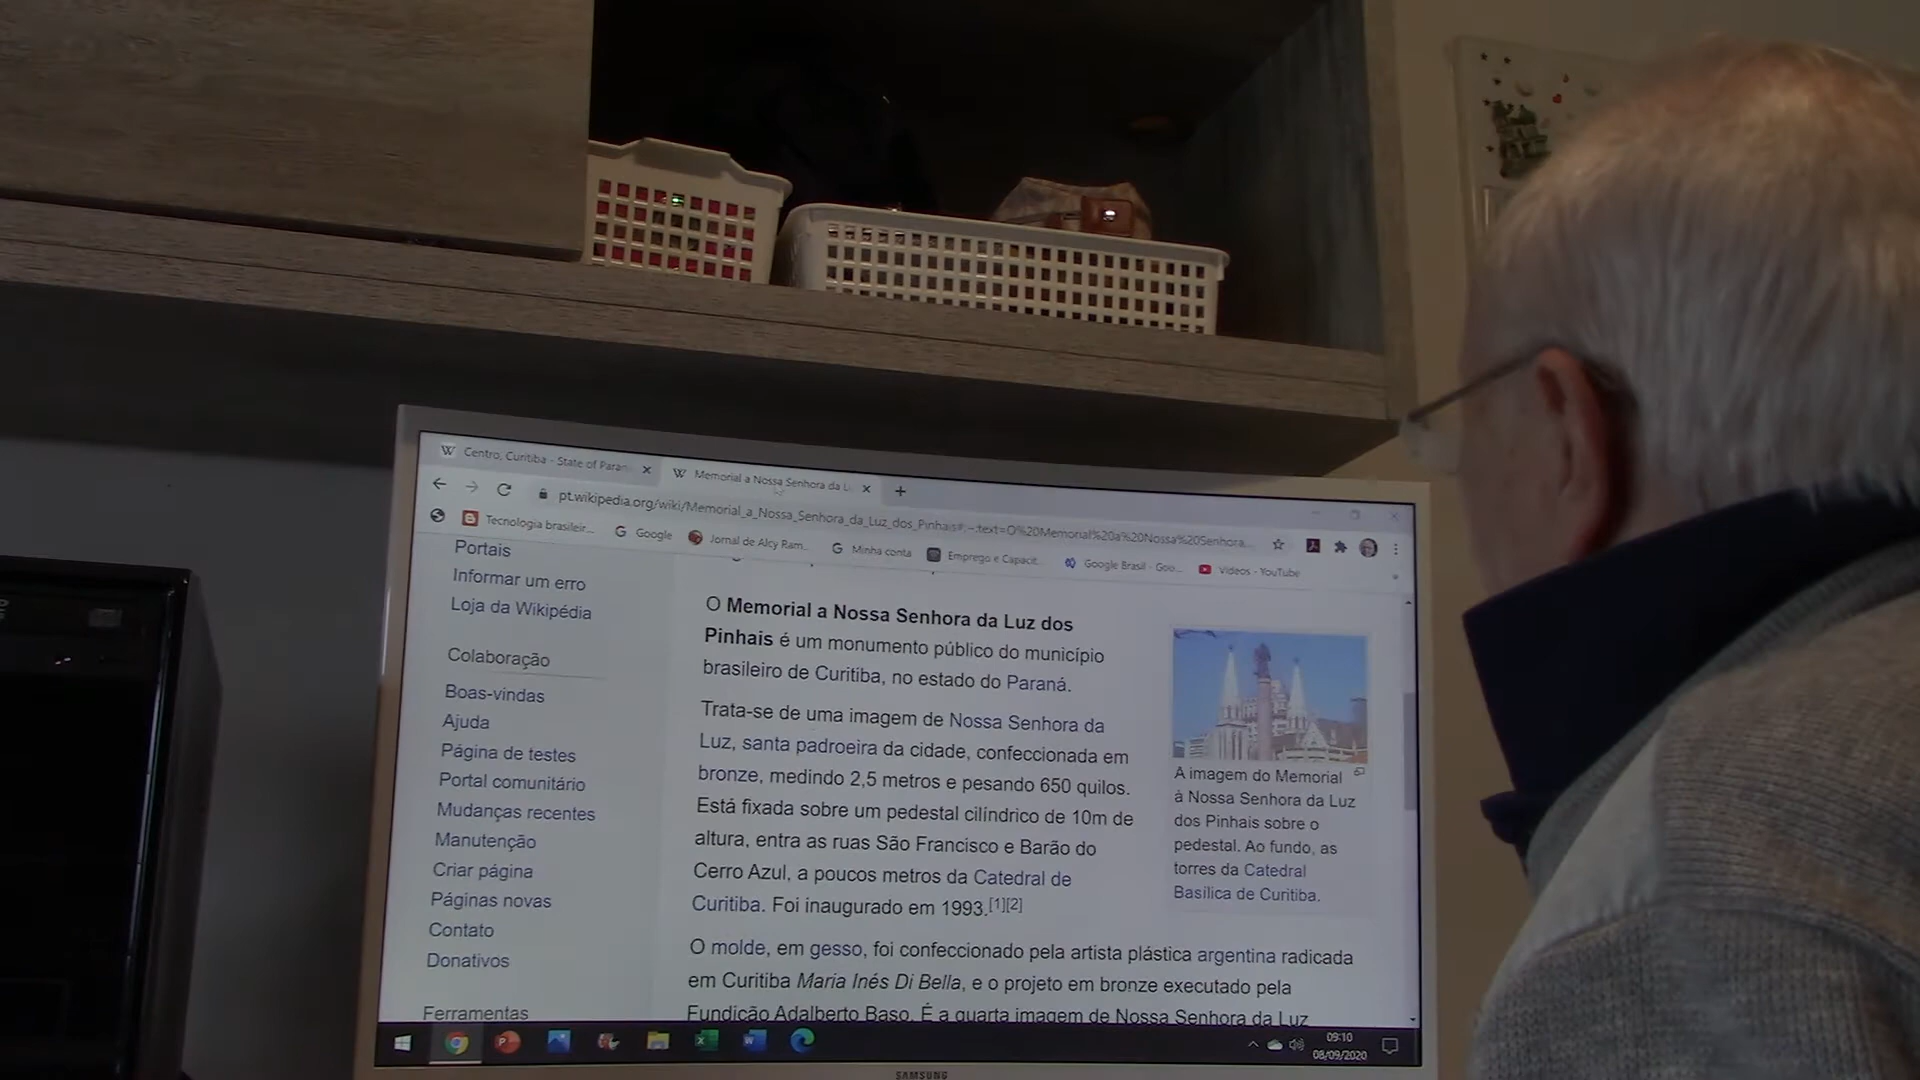 Centro, Curitiba - State of Paran
Memorial a Nossa Senhora da L
pt.wikipedia.org/wiki/Memorial_a_Nossa_Senhora_da_Luz_dos_Pinhais#:~:text=O%20Memorial%20a%20Nossa%20Senhora...
Tecnologia brasileir...
Google
Jornal de Alcy Ram...
Minha conta
Emprego e Capacit...
Google Brasil - Goo...
Vídeos - YouTube
Portais
Informar um erro
Loja da Wikipédia
Colaboração
Boas-vindas
Ajuda
Página de testes
Portal comunitário
Mudanças recentes
Manutenção
Criar página
Páginas novas
Contato
Donativos
Ferramentas
O Memorial a Nossa Senhora da Luz dos
Pinhais é um monumento público do município
brasileiro de Curitiba, no estado do Paraná.
Trata-se de uma imagem de Nossa Senhora da
Luz, santa padroeira da cidade, confeccionada em
bronze, medindo 2,5 metros e pesando 650 quilos.
Está fixada sobre um pedestal cilíndrico de 10m de
altura, entra as ruas São Francisco e Barão do
Cerro Azul, a poucos metros da Catedral de
Curitiba. Foi inaugurado em 1993.[1][2]
A imagem do Memorial
à Nossa Senhora da Luz
dos Pinhais sobre o
pedestal. Ao fundo, as
torres da Catedral
Basílica de Curitiba.
O molde, em gesso, foi confeccionado pela artista plástica argentina radicada
em Curitiba Maria Inés Di Bella, e o projeto em bronze executado pela
Fundição Adalberto Baso. É a quarta imagem de Nossa Senhora da Luz
09:10
08/09/2020
SAMSUNG